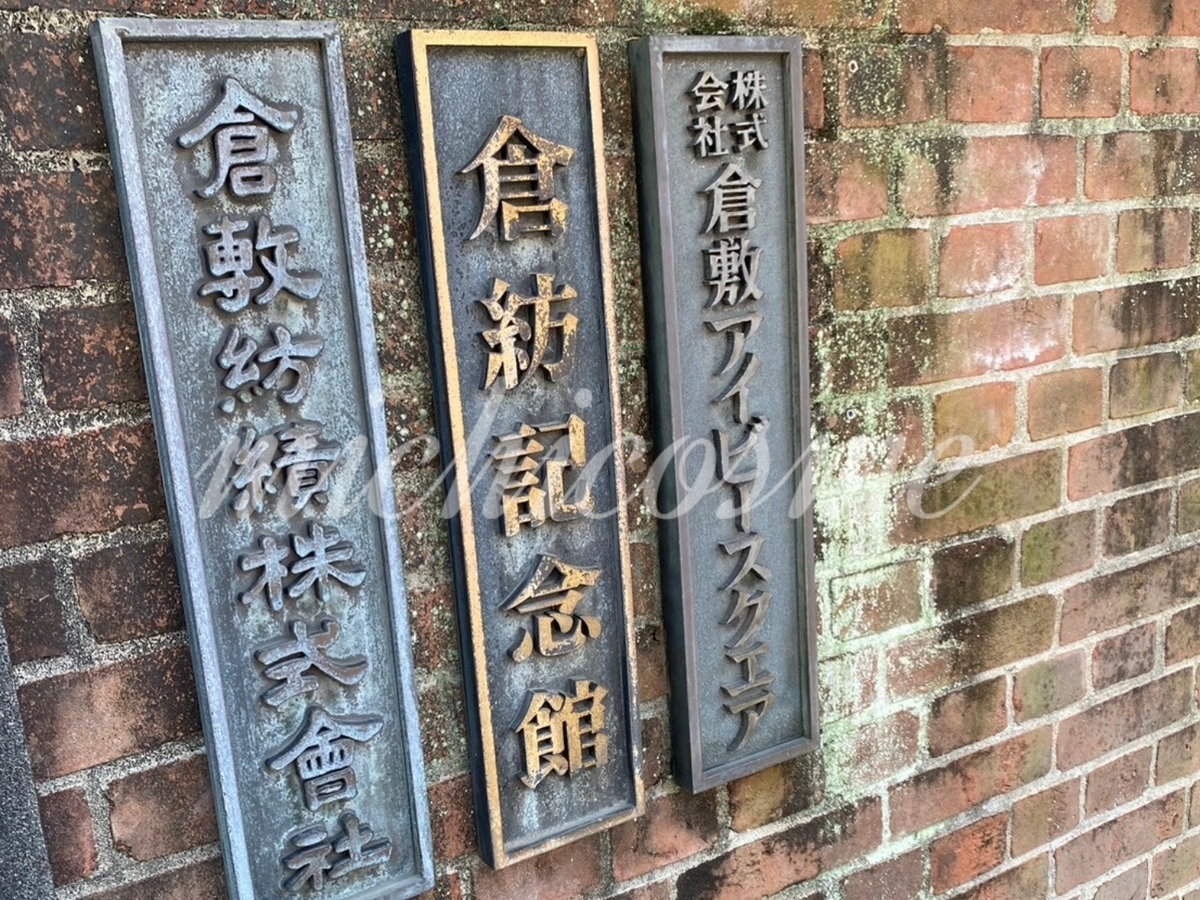 倉敷紡績株式會社
倉紡記念館
株式
会社
倉敷アイビースクエア
michicosme